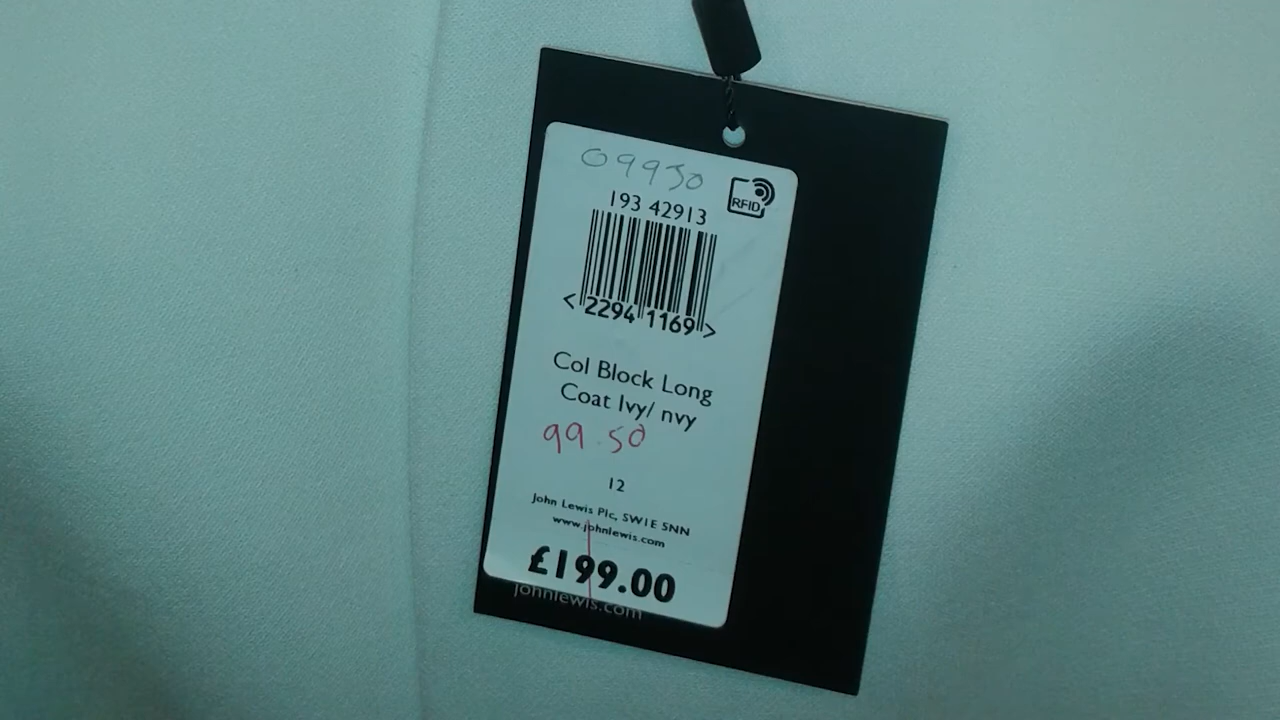 09950
RFID
193 42913
< 2294 1169 >
Col Block Long
Coat Ivy/ nvy
99.50
12
John Lewis Plc, SW1E 5NN
www.johnlewis.com
£199.00
johnlewis.com